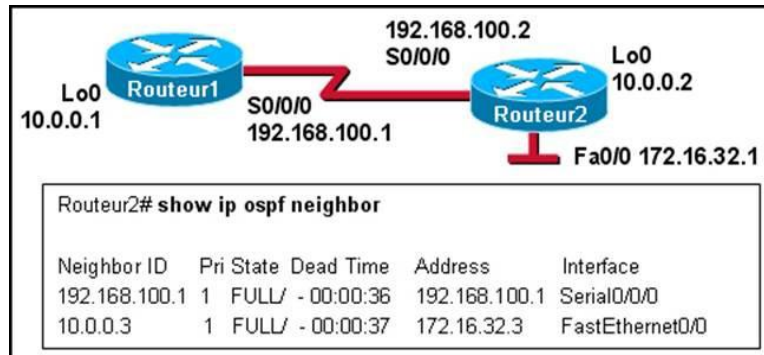 192.168.100.2
S0/0/0
Lo0
10.0.0.2
Routeur1
Lo0
10.0.0.1
S0/0/0
192.168.100.1
Routeur2
Fa0/0 172.16.32.1
Routeur2# show ip ospf neighbor
Neighbor ID Pri State Dead Time Address Interface
192.168.100.1 1 FULL/ - 00:00:36 192.168.100.1 Serial0/0/0
10.0.0.3 1 FULL/ - 00:00:37 172.16.32.3 FastEthernet0/0